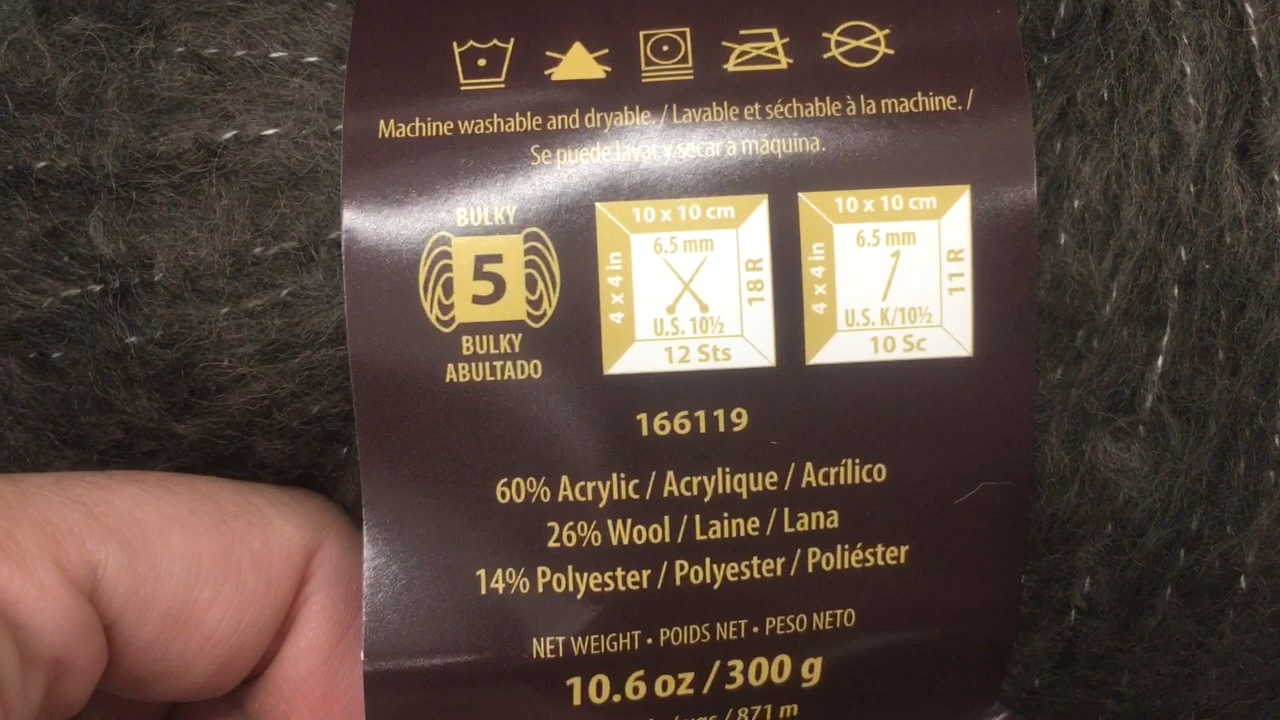 Machine washable and dryable. / Lavable et séchable à la machine. /
Se puede lavar y secar a máquina.
BULKY
5
BULKY
ABULTADO
10 x 10 cm
4 x 4 in
6.5 mm
U.S. 10½
18 R
12 Sts
10 x 10 cm
4 x 4 in
6.5 mm
U.S. K/10½
11 R
10 Sc
166119
60% Acrylic / Acrylique / Acrílico
26% Wool / Laine / Lana
14% Polyester / Polyester / Poliéster
NET WEIGHT • POIDS NET • PESO NETO
10.6 oz / 300 g
/ 871 m